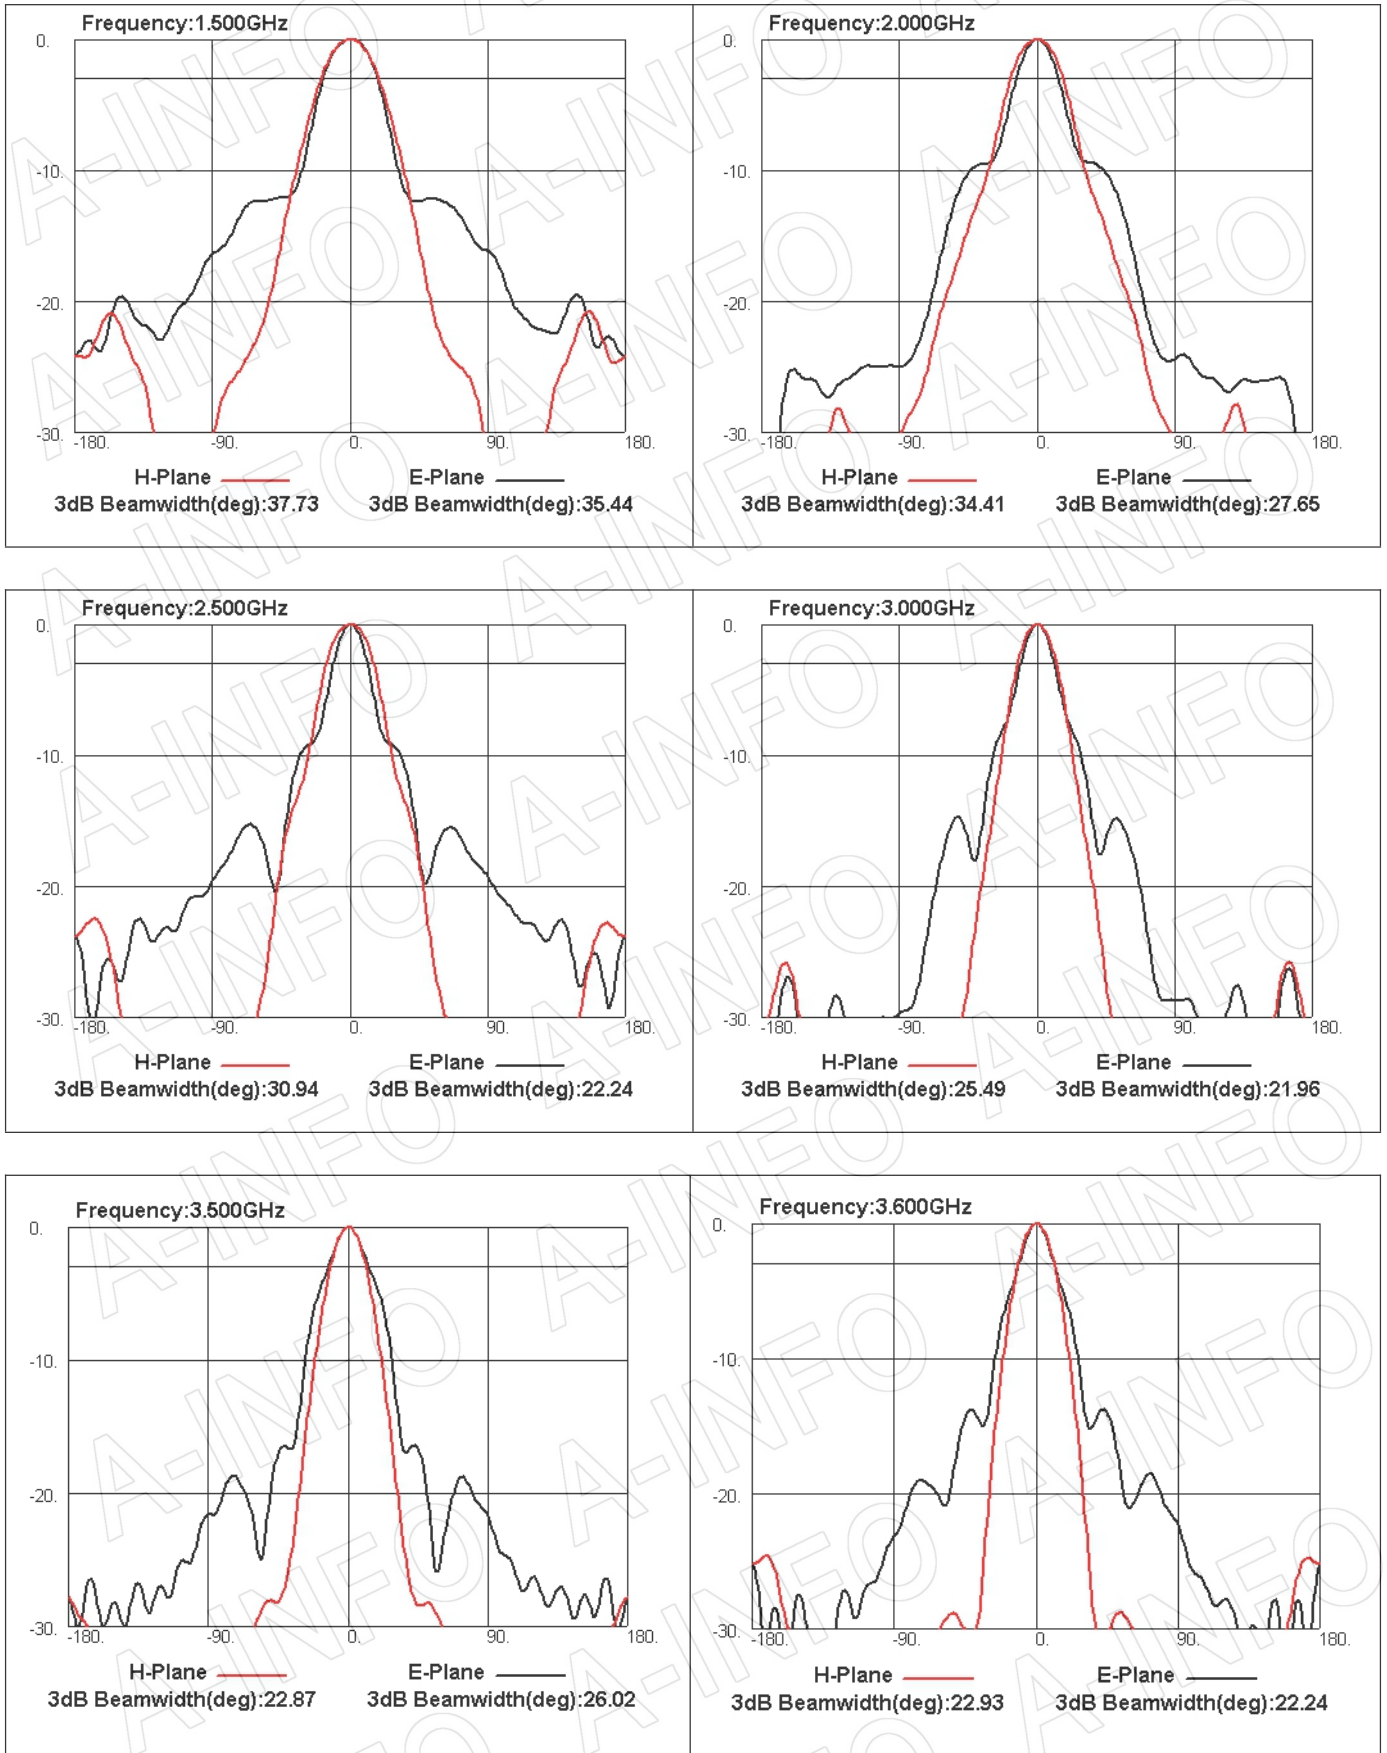 Frequency:1.500GHz
0.
-10.
-20.
-30.
-180. -90. 0. 90. 180.
H-Plane E-Plane
3dB Beamwidth(deg):37.73 3dB Beamwidth(deg):35.44
Frequency:2.000GHz
0.
-10.
-20.
-30.
-180. -90. 0. 90. 180.
H-Plane E-Plane
3dB Beamwidth(deg):34.41 3dB Beamwidth(deg):27.65
Frequency:2.500GHz
0.
-10.
-20.
-30.
-180. -90. 0. 90. 180.
H-Plane E-Plane
3dB Beamwidth(deg):30.94 3dB Beamwidth(deg):22.24
Frequency:3.000GHz
0.
-10.
-20.
-30.
-180. -90. 0. 90. 180.
H-Plane E-Plane
3dB Beamwidth(deg):25.49 3dB Beamwidth(deg):21.96
Frequency:3.500GHz
0.
-10.
-20.
-30.
-180. -90. 0. 90. 180.
H-Plane E-Plane
3dB Beamwidth(deg):22.87 3dB Beamwidth(deg):26.02
Frequency:3.600GHz
0.
-10.
-20.
-30.
-180. -90. 0. 90. 180.
H-Plane E-Plane
3dB Beamwidth(deg):22.93 3dB Beamwidth(deg):22.24
A-INFO